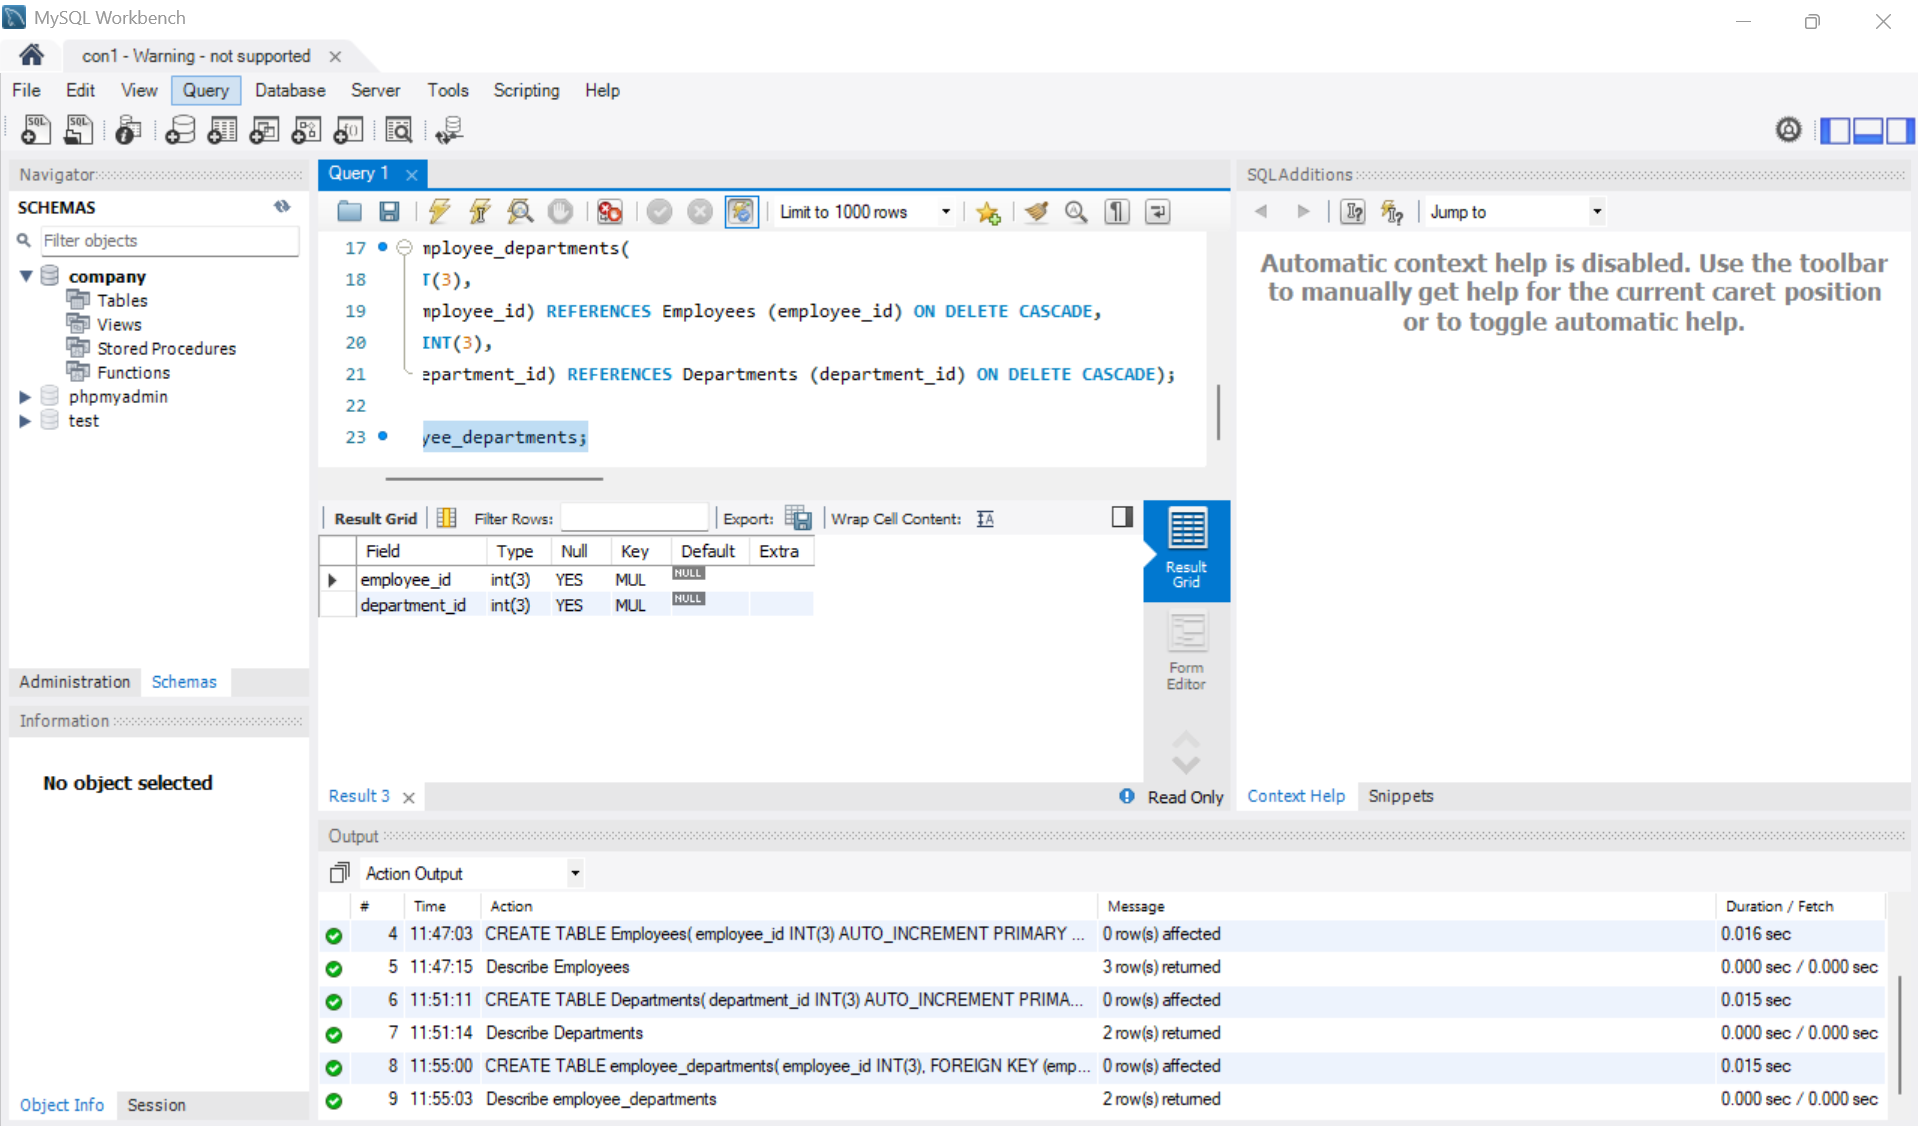 MySQL Workbench
con1 - Warning - not supported
File Edit View Query Database Server Tools Scripting Help
Navigator
SCHEMAS
Filter objects
company
Tables
Views
Stored Procedures
Functions
phpmyadmin
test
Administration Schemas
Information
No object selected
Object Info Session
Query 1
Limit to 1000 rows
17 mployee_departments(
18 T(3),
19 mployee_id) REFERENCES Employees (employee_id) ON DELETE CASCADE,
20 INT(3),
21 epartment_id) REFERENCES Departments (department_id) ON DELETE CASCADE);
22
23 yee_departments;
Result Grid Filter Rows: Export: Wrap Cell Content:
Field Type Null Key Default Extra
employee_id int(3) YES MUL NULL
department_id int(3) YES MUL NULL
Result
Grid
Form
Editor
Result 3
Read Only
SQLAdditions
Jump to
Automatic context help is disabled. Use the toolbar
to manually get help for the current caret position
or to toggle automatic help.
Context Help Snippets
Output
Action Output
# Time Action Message Duration / Fetch
4 11:47:03 CREATE TABLE Employees( employee_id INT(3) AUTO_INCREMENT PRIMARY ... 0 row(s) affected 0.016 sec
5 11:47:15 Describe Employees 3 row(s) returned 0.000 sec / 0.000 sec
6 11:51:11 CREATE TABLE Departments( department_id INT(3) AUTO_INCREMENT PRIMA... 0 row(s) affected 0.015 sec
7 11:51:14 Describe Departments 2 row(s) returned 0.000 sec / 0.000 sec
8 11:55:00 CREATE TABLE employee_departments( employee_id INT(3), FOREIGN KEY (emp... 0 row(s) affected 0.015 sec
9 11:55:03 Describe employee_departments 2 row(s) returned 0.000 sec / 0.000 sec